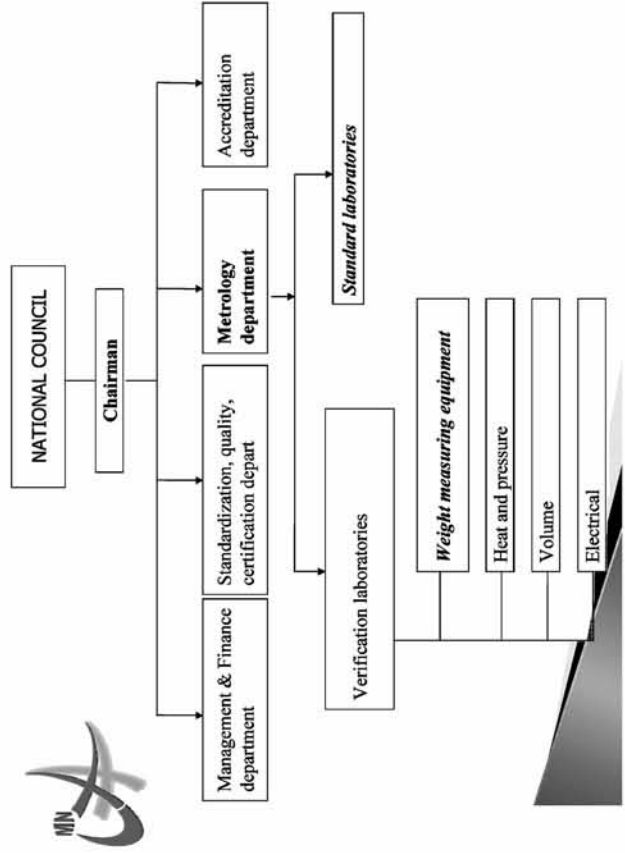 MN
NATIONAL COUNCIL
Chairman
Management & Finance
department
Standardization, quality,
certification depart
Metrology
department
Accreditation
department
Verification laboratories
Standard laboratories
Weight measuring equipment
Heat and pressure
Volume
Electrical